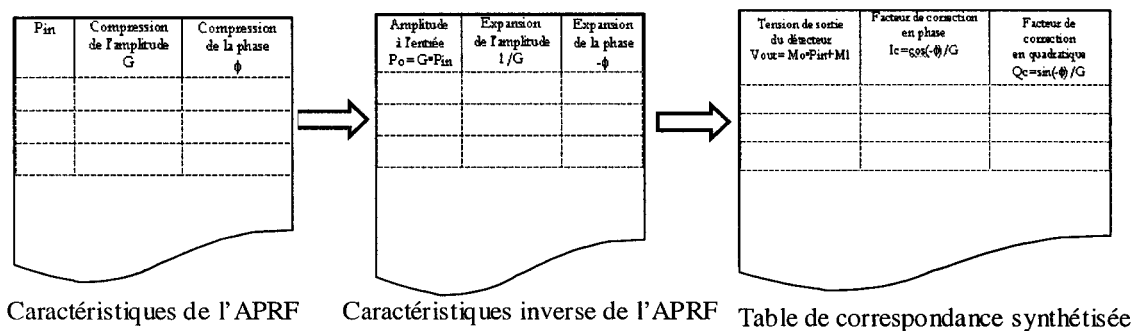 Pin
Compression
de l'amplitude
G
Compression
de la phase
ϕ
Amplitude
à l'entrée
Po=G*Pin
Expansion
de l'amplitude
1/G
Expansion
de la phase
-ϕ
Tension de sortie
du détecteur
Vout=Mo*Pin+M1
Facteur de correction
en phase
Ic=cos(-ϕ)/G
Facteur de
correction
en quadratique
Qc=sin(-ϕ)/G
Caractéristiques de l'APRF
Caractéristiques inverse de l'APRF
Table de correspondance synthétisée